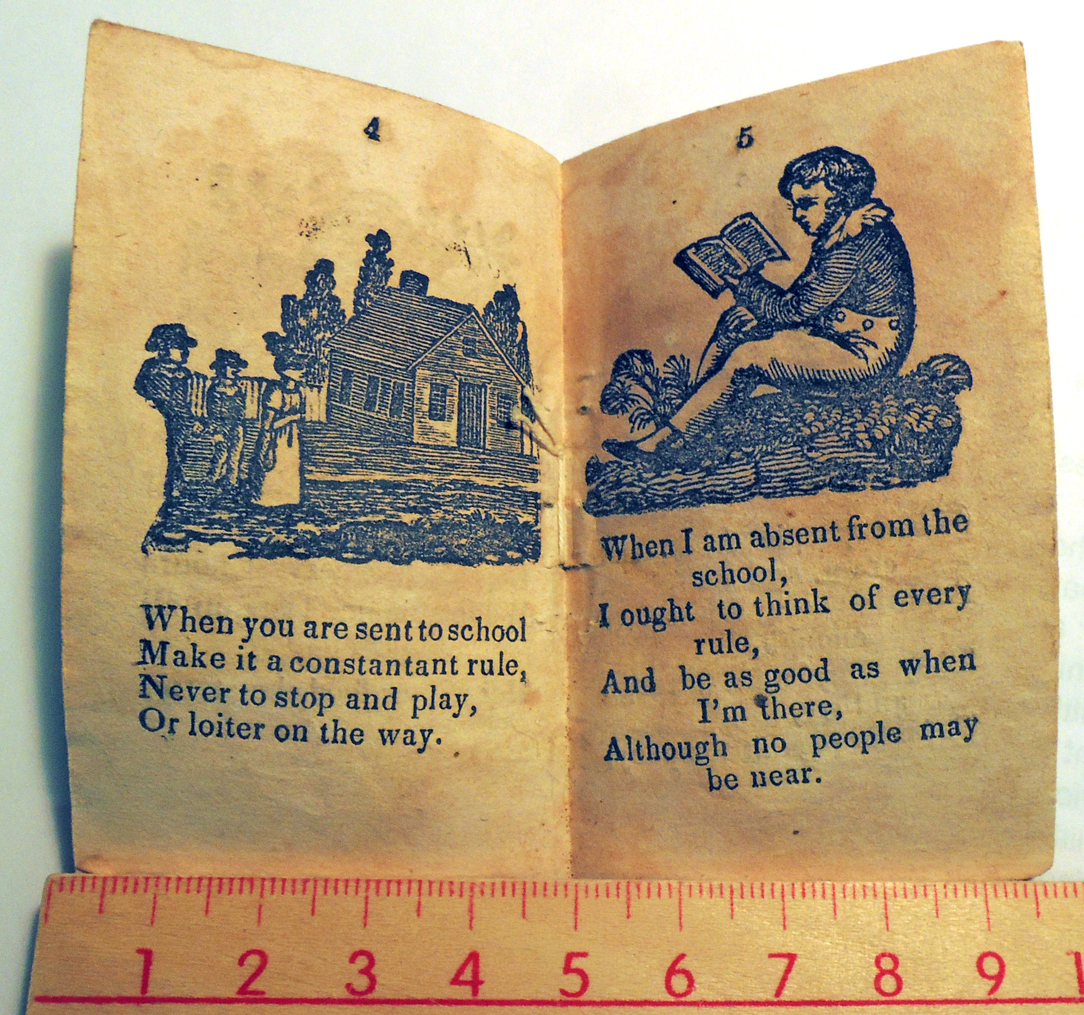 4
When you are sent to school
Make it a constantant rule,
Never to stop and play,
Or loiter on the way.
5
When I am absent from the
school,
I ought to think of every
rule,
And be as good as when
I'm there,
Although no people may
be near.
1 2 3 4 5 6 7 8 9